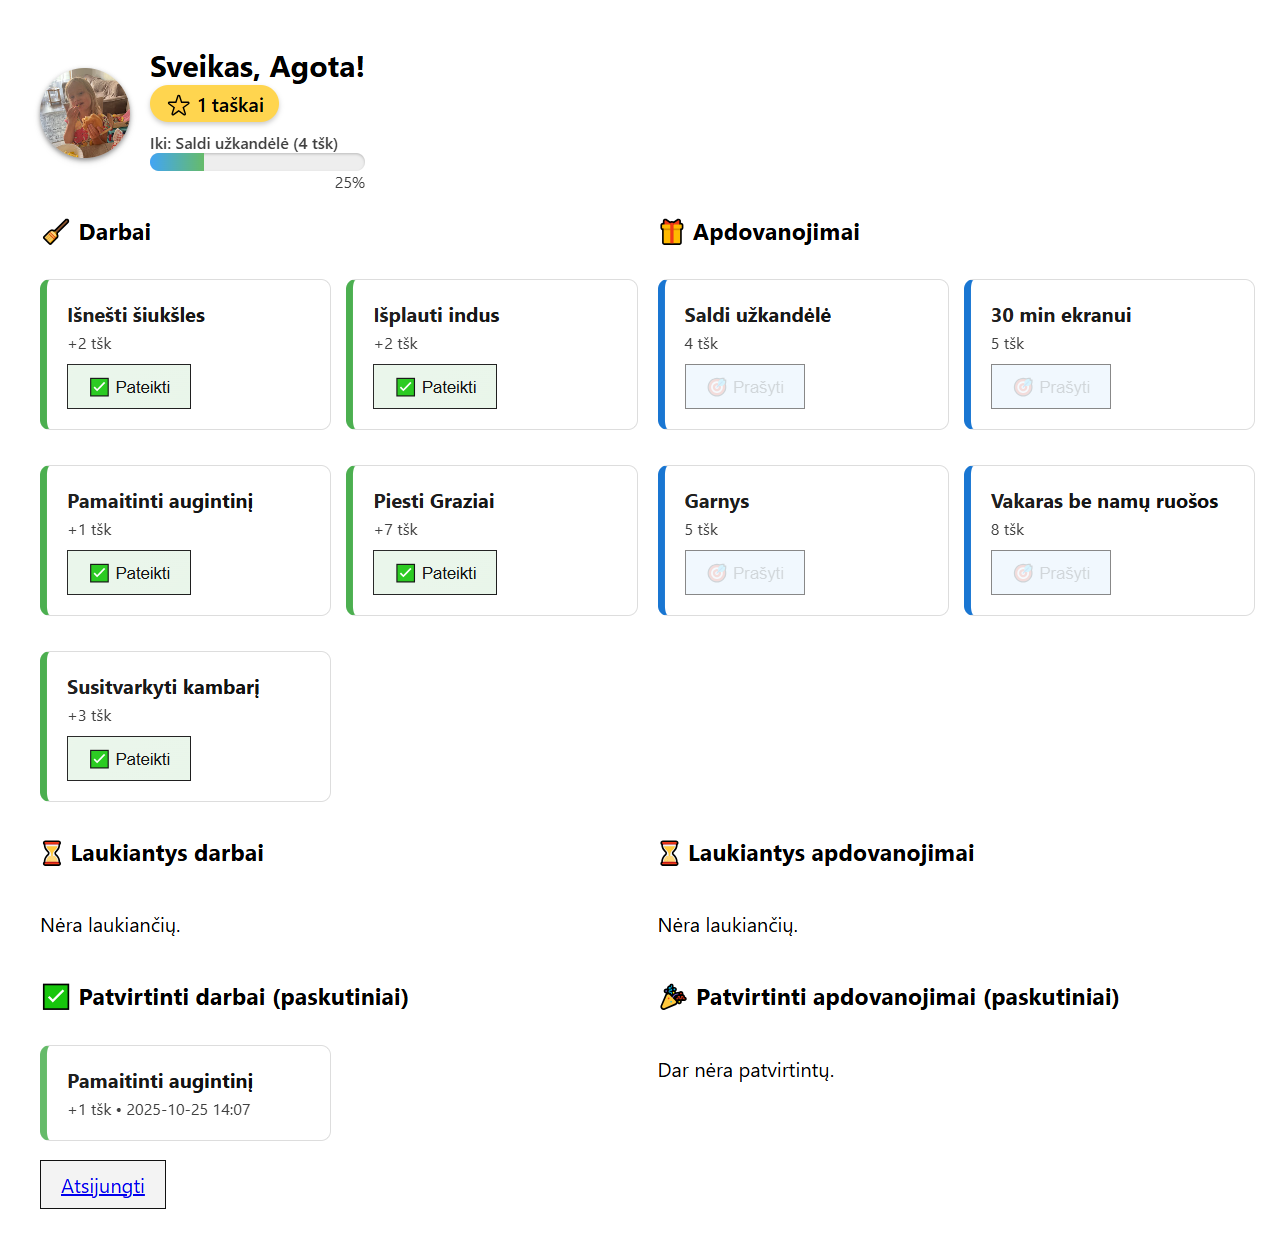 Sveikas, Agota!
1 taškai
Iki: Saldi užkandėlė (4 tšk)
25%
Darbai
Išnešti šiukšles
+2 tšk
Pateikti
Išplauti indus
+2 tšk
Pateikti
Pamaitinti augintinį
+1 tšk
Pateikti
Piesti Graziai
+7 tšk
Pateikti
Susitvarkyti kambarį
+3 tšk
Pateikti
Apdovanojimai
Saldi užkandėlė
4 tšk
Prašyti
30 min ekranui
5 tšk
Prašyti
Garnys
5 tšk
Prašyti
Vakaras be namų ruošos
8 tšk
Prašyti
Laukiantys darbai
Nėra laukiančių.
Laukiantys apdovanojimai
Nėra laukiančių.
Patvirtinti darbai (paskutiniai)
Pamaitinti augintinį
+1 tšk • 2025-10-25 14:07
Patvirtinti apdovanojimai (paskutiniai)
Dar nėra patvirtintų.
Atsijungti